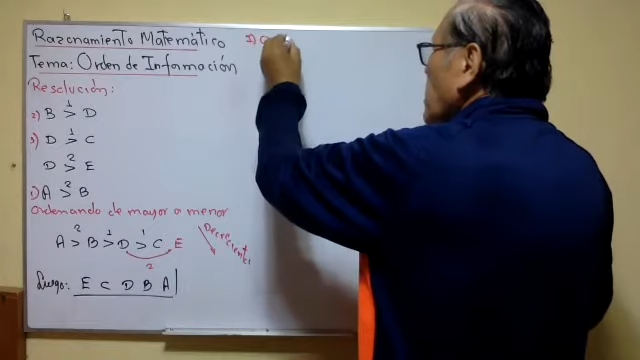 Razonamiento Matemático
Tema: Orden de Información
Resolución:
2) B > D
1
3) D > C
1
D > E
2
1) A > B
2
Ordenando de mayor a menor
A > B > D > C E
2 1 1
2
Decreciente
Luego: E C D B A